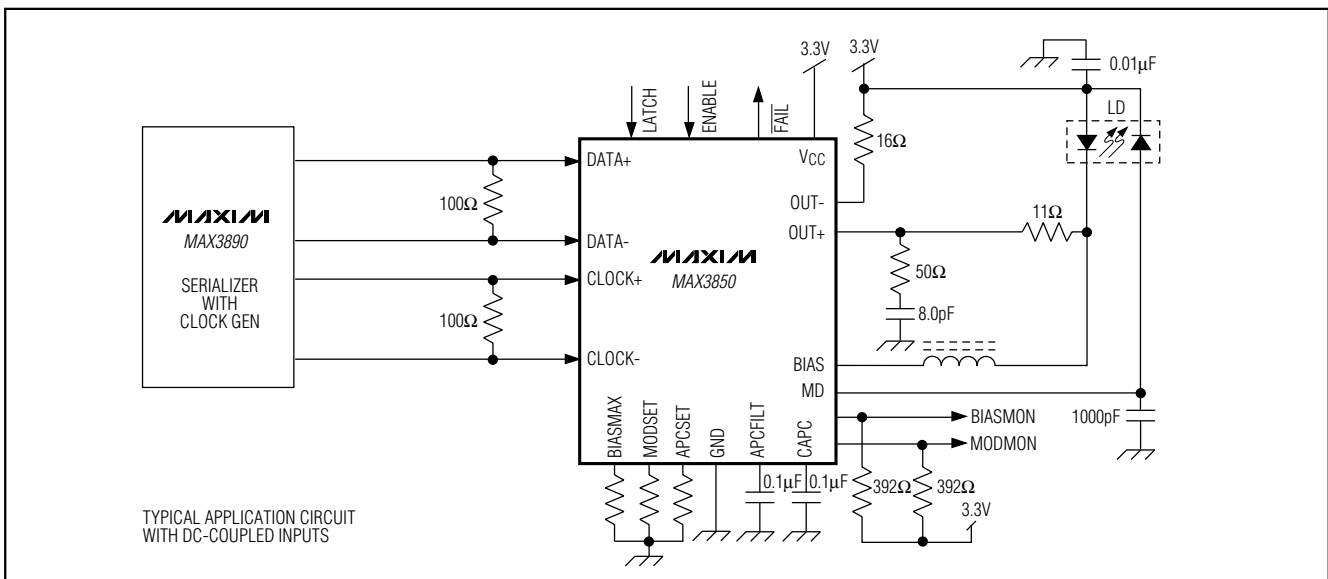 3.3V
3.3V
0.01μF
LATCH
ENABLE
FAIL
LD
MAXIM
MAX3890
SERIALIZER
WITH
CLOCK GEN
100Ω
100Ω
DATA+
DATA-
CLOCK+
CLOCK-
MAXIM
MAX3850
VCC
OUT-
OUT+
BIAS
MD
BIASMAX
MODSET
APCSET
GND
APCFILT
CAPC
16Ω
11Ω
50Ω
8.0pF
BIASMON
MODMON
1000pF
0.1μF
0.1μF
392Ω
392Ω
3.3V
TYPICAL APPLICATION CIRCUIT
WITH DC-COUPLED INPUTS